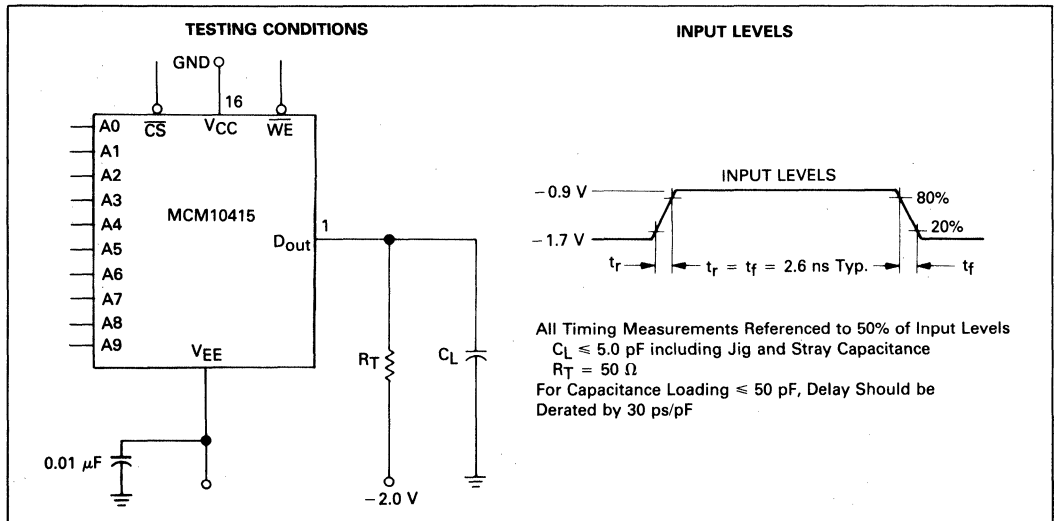 TESTING CONDITIONS
INPUT LEVELS
GND
16
A0
A1
A2
A3
A4
A5
A6
A7
A8
A9
CS
VCC
WE
MCM10415
1
Dout
VEE
RT
CL
0.01 μF
−2.0 V
INPUT LEVELS
−0.9 V
80%
20%
−1.7 V
tr
tr = tf = 2.6 ns Typ.
tf
All Timing Measurements Referenced to 50% of Input Levels
CL ≤ 5.0 pF including Jig and Stray Capacitance
RT = 50 Ω
For Capacitance Loading ≤ 50 pF, Delay Should be
Derated by 30 ps/pF